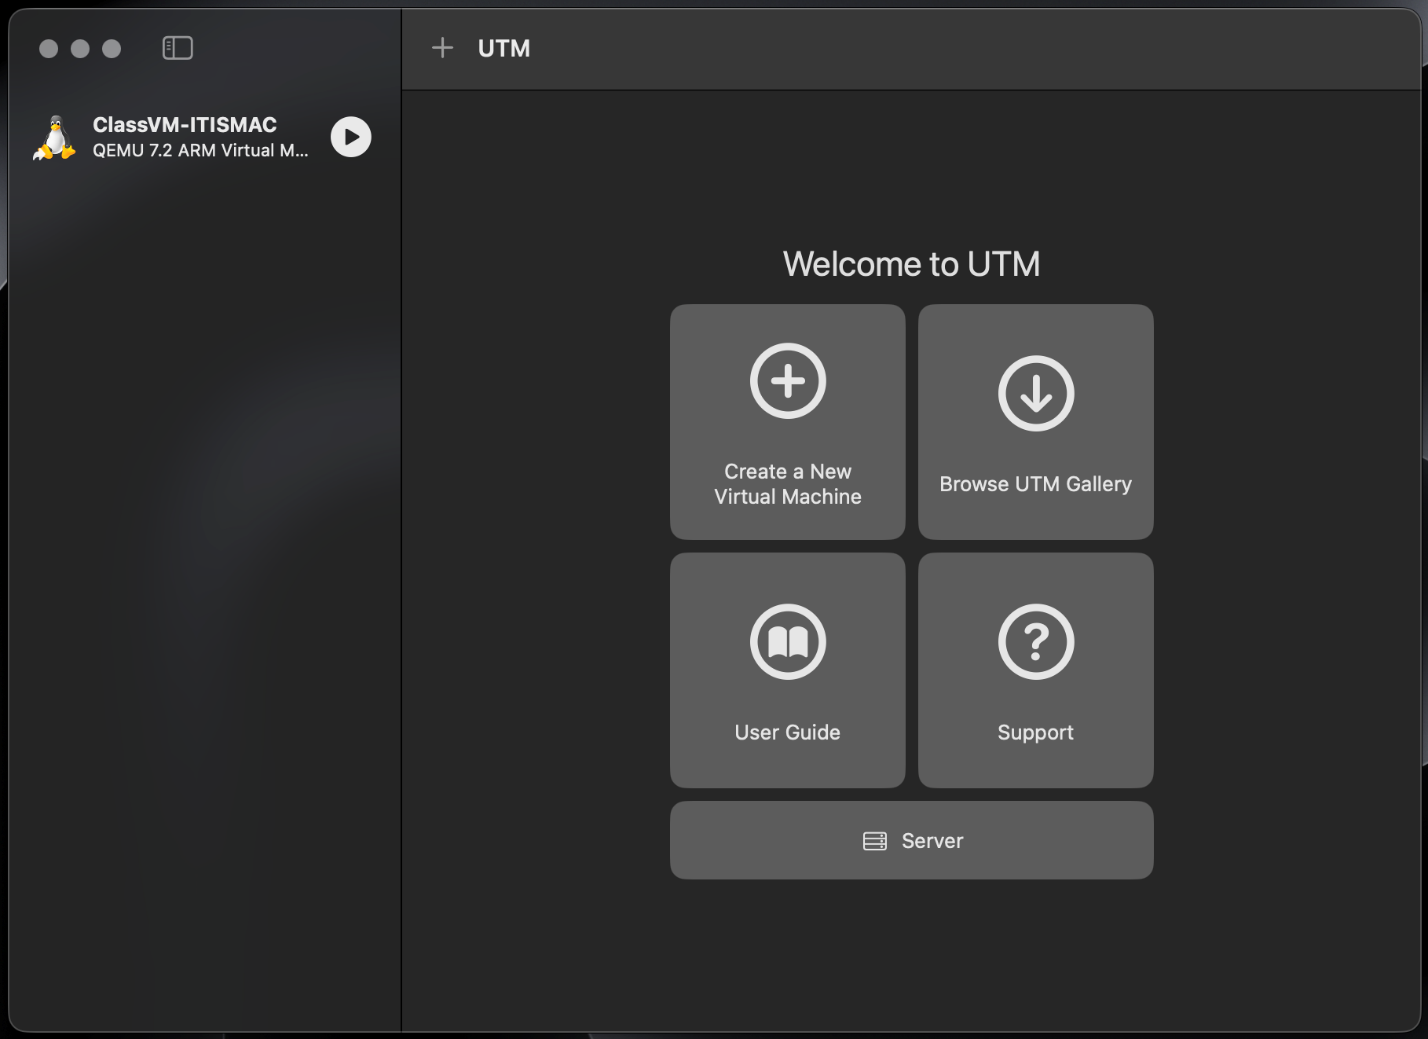 UTM
ClassVM-ITISMAC
QEMU 7.2 ARM Virtual M...
Welcome to UTM
Create a New
Virtual Machine
Browse UTM Gallery
User Guide
Support
Server